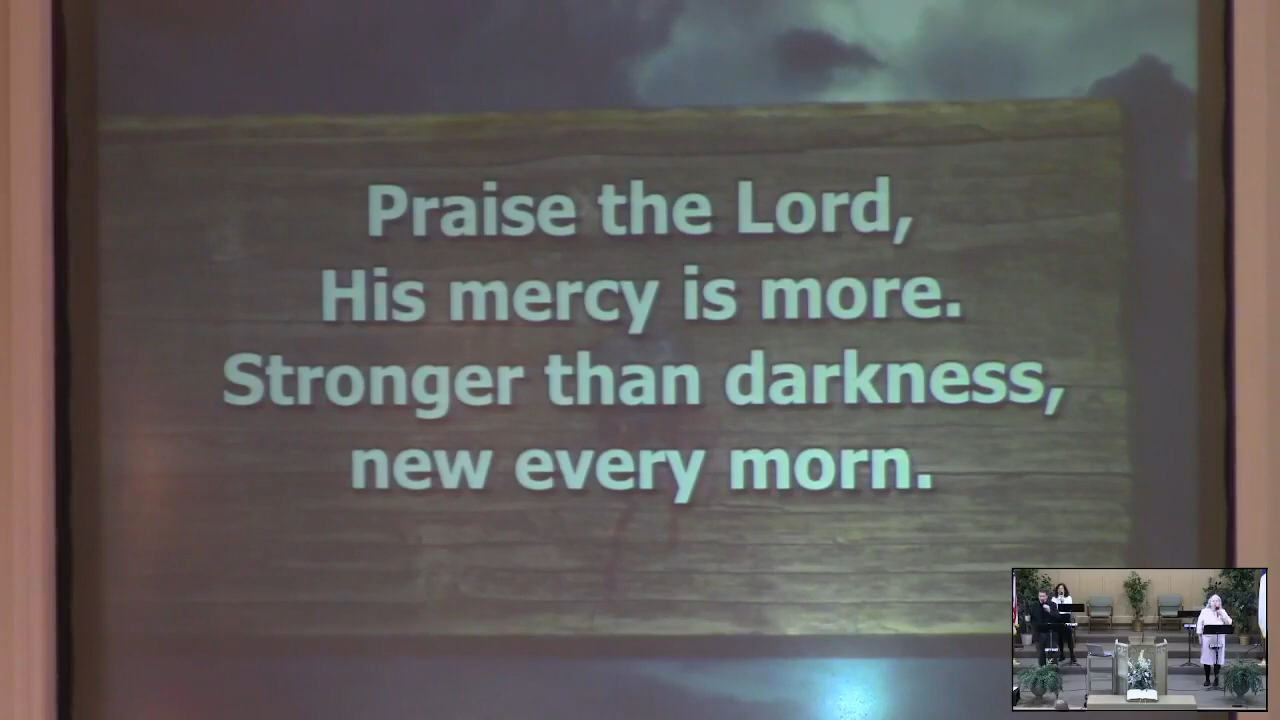 Praise the Lord,
His mercy is more.
Stronger than darkness,
new every morn.